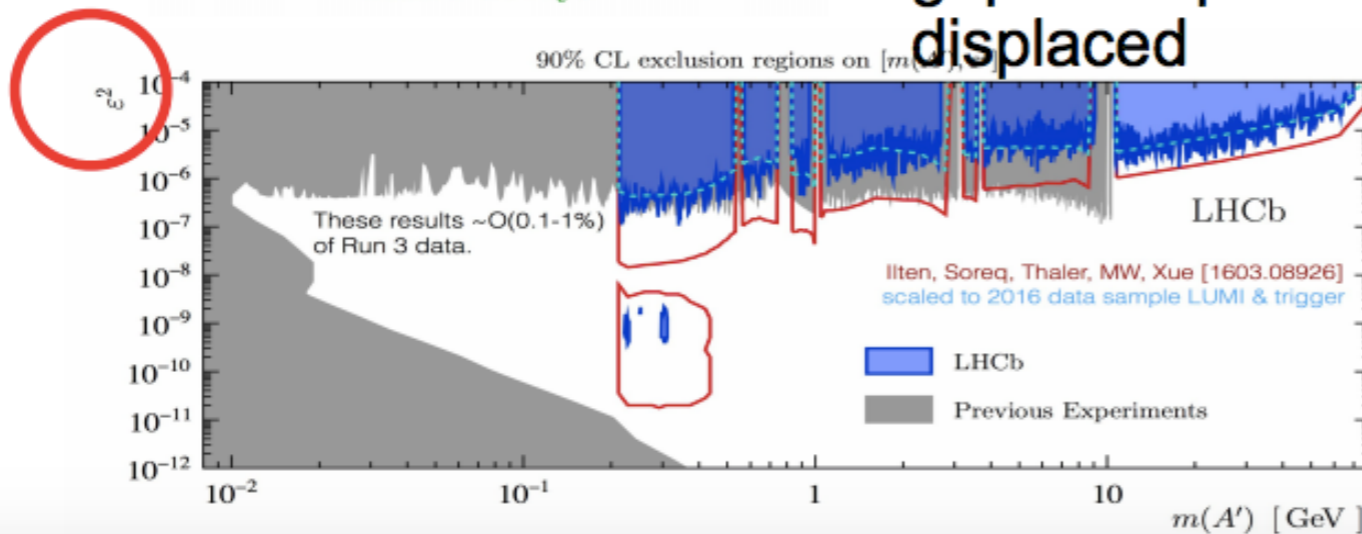 displaced
90% CL exclusion regions on [m(A′),
ε²
10⁻⁴
10⁻⁵
10⁻⁶
10⁻⁷
10⁻⁸
10⁻⁹
10⁻¹⁰
10⁻¹¹
10⁻¹²
These results ~O(0.1-1%)
of Run 3 data.
LHCb
Ilten, Soreq, Thaler, MW, Xue [1603.08926]
scaled to 2016 data sample LUMI & trigger
LHCb
Previous Experiments
10⁻² 10⁻¹ 1 10
m(A′) [GeV]